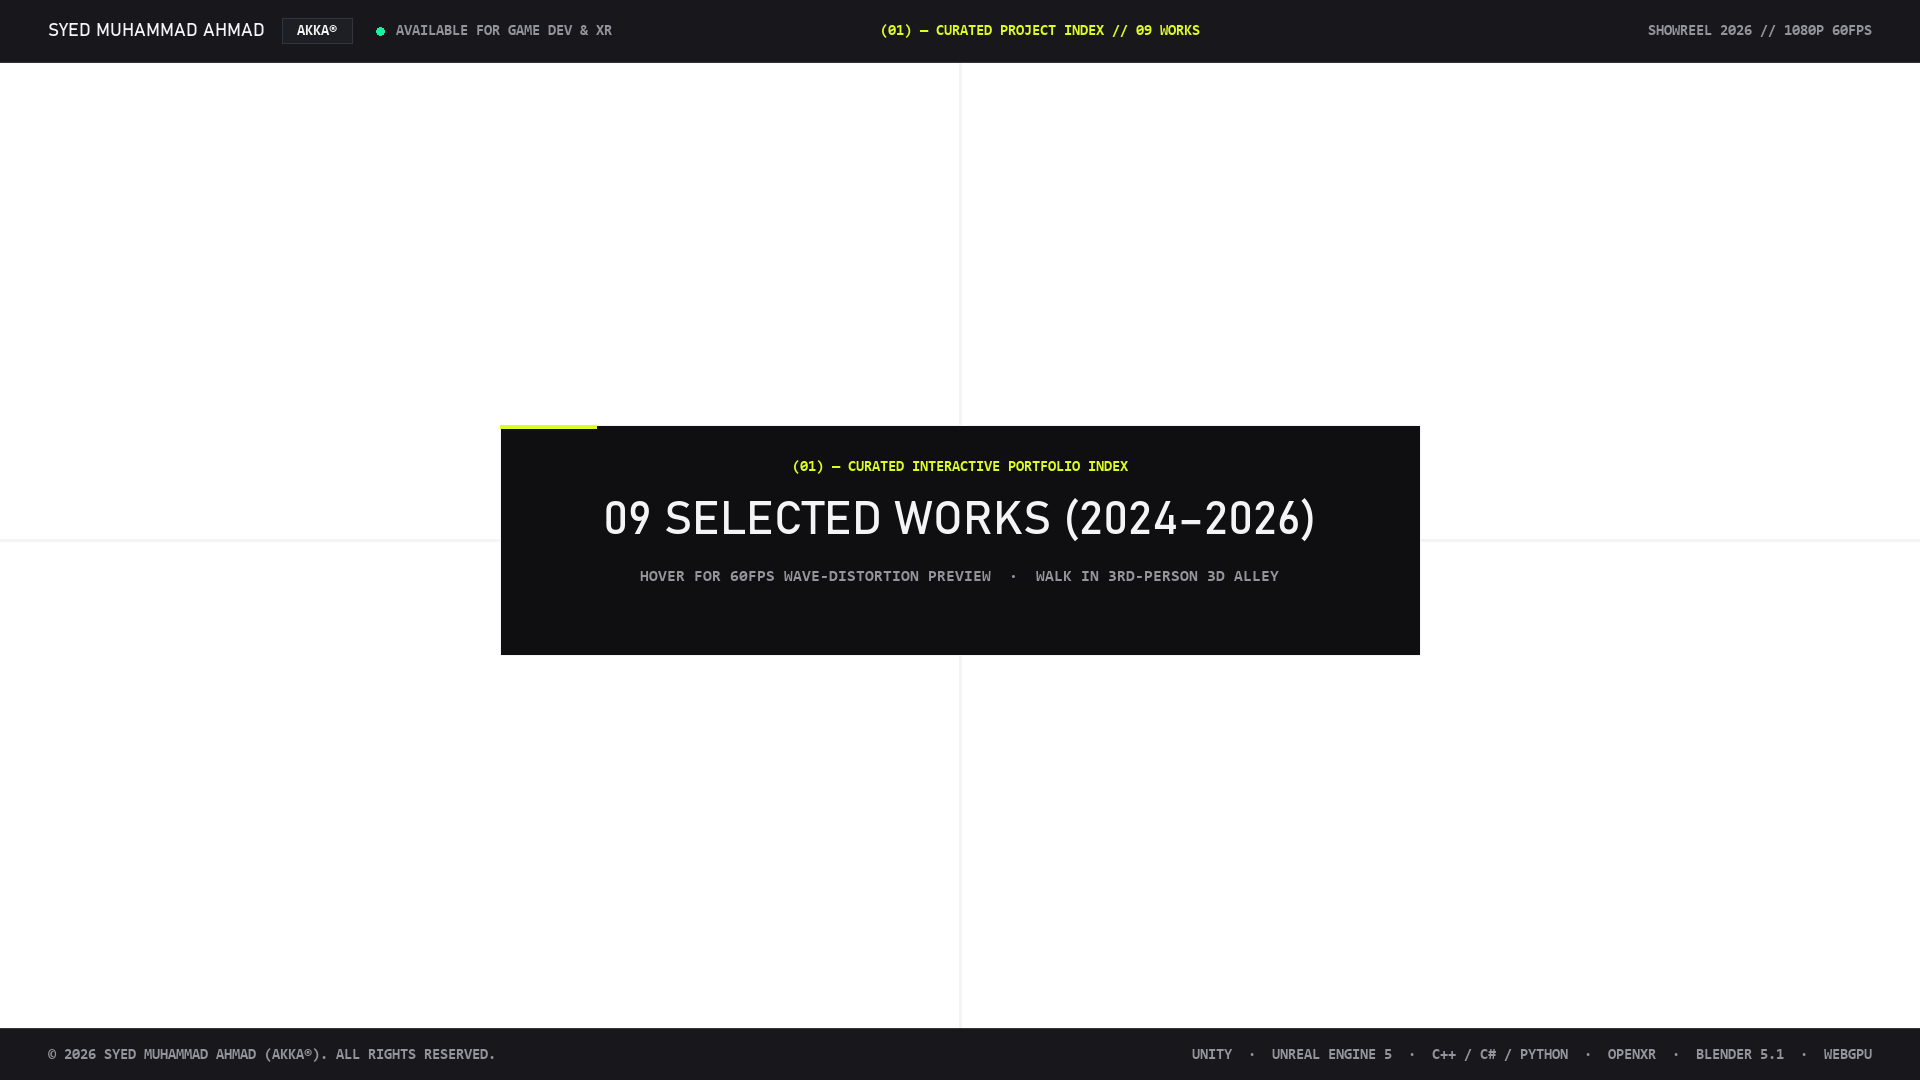 SYED MUHAMMAD AHMAD
AKKA®
AVAILABLE FOR GAME DEV & XR
(01) — CURATED PROJECT INDEX // 09 WORKS
SHOWREEL 2026 // 1080P 60FPS
(01) — CURATED INTERACTIVE PORTFOLIO INDEX
09 SELECTED WORKS (2024–2026)
HOVER FOR 60FPS WAVE-DISTORTION PREVIEW · WALK IN 3RD-PERSON 3D ALLEY
© 2026 SYED MUHAMMAD AHMAD (AKKA®). ALL RIGHTS RESERVED.
UNITY · UNREAL ENGINE 5 · C++ / C# / PYTHON · OPENXR · BLENDER 5.1 · WEBGPU